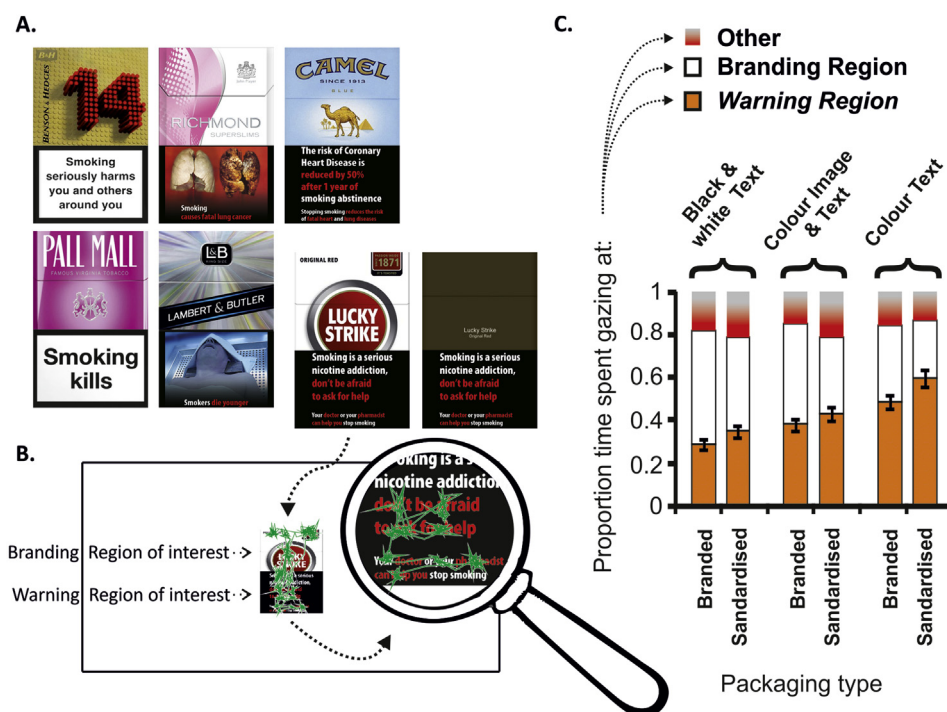 A.
B&H
BENSON & HEDGES
14
Smoking
seriously harms
you and others
around you
RICHMOND
SUPERSLIMS
Smoking
causes fatal lung cancer
CAMEL
SINCE 1913
BLUE
The risk of Coronary
Heart Disease is
reduced by 50%
after 1 year of
smoking abstinence
Stopping smoking reduces the risk
of fatal heart and lung diseases
PALL MALL
FAMOUS VIRGINIA TOBACCO
Smoking
kills
L&B
LAMBERT & BUTLER
Smokers die younger
ORIGINAL RED
1871
LUCKY
STRIKE
Smoking is a serious
nicotine addiction,
don't be afraid
to ask for help
Your doctor or your pharmacist
can help you stop smoking
Lucky Strike
Original Red
Smoking is a serious
nicotine addiction,
don't be afraid
to ask for help
Your doctor or your pharmacist
can help you stop smoking
B.
Branding Region of interest
Warning Region of interest
LUCKY
STRIKE
oking is a se
nicotine addiction
don't be afraid
to ask for help
Your doctor or your pharmacist
can help you stop smoking
C.
Other
Branding Region
Warning Region
Black &
white Text
Colour Image
& Text
Colour Text
Proportion time spent gazing at:
1
0.8
0.6
0.4
0.2
0
Branded
Sandardised
Branded
Sandardised
Branded
Sandardised
Packaging type